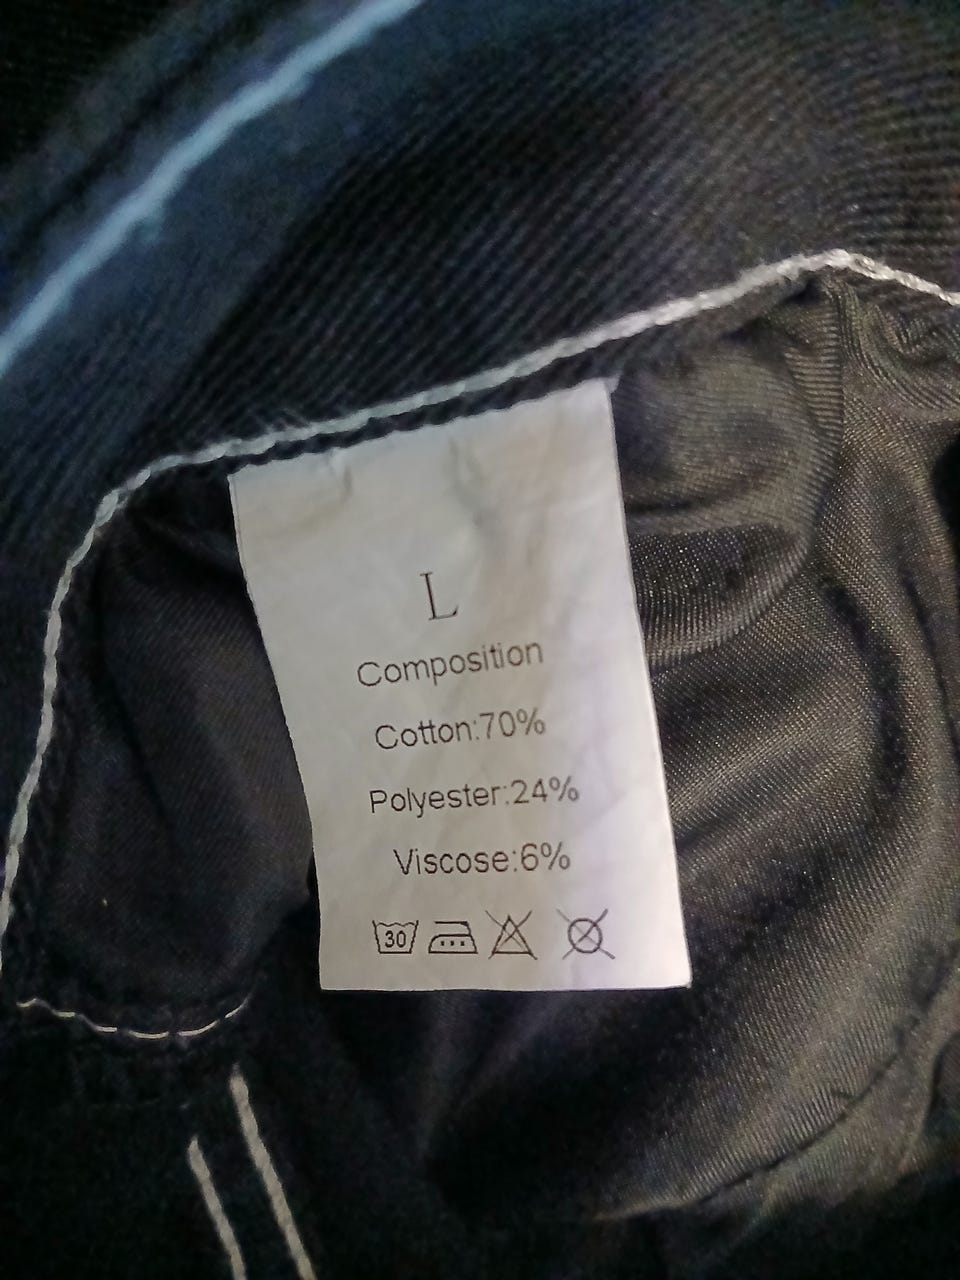 L
Composition
Cotton:70%
Polyester:24%
Viscose:6%
30